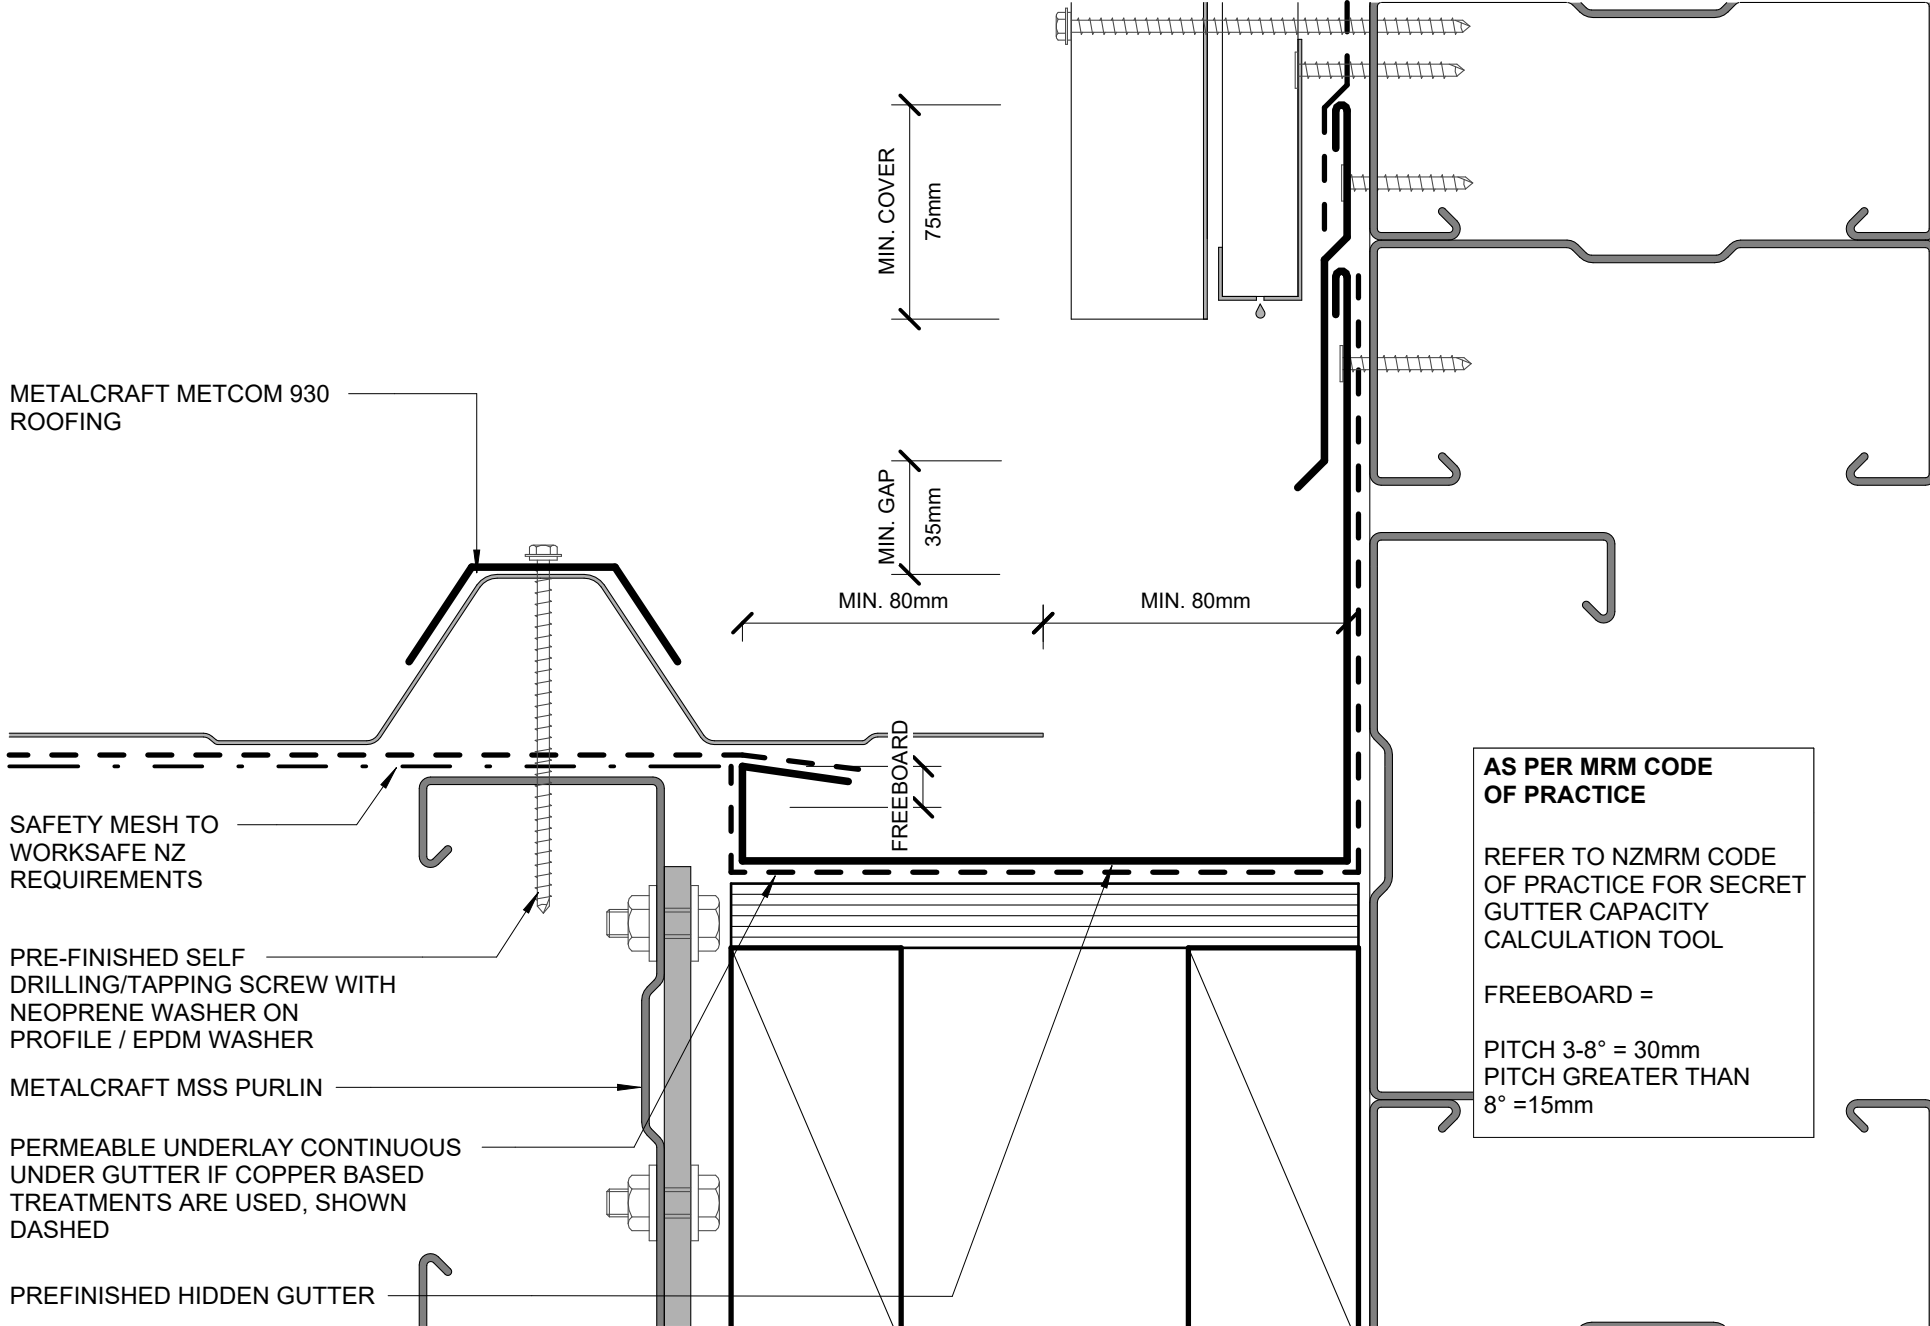 MIN. COVER
75mm
METALCRAFT METCOM 930
ROOFING
MIN. GAP
35mm
MIN. 80mm
MIN. 80mm
FREEBOARD
SAFETY MESH TO
WORKSAFE NZ
REQUIREMENTS
PRE-FINISHED SELF
DRILLING/TAPPING SCREW WITH
NEOPRENE WASHER ON
PROFILE / EPDM WASHER
METALCRAFT MSS PURLIN
PERMEABLE UNDERLAY CONTINUOUS
UNDER GUTTER IF COPPER BASED
TREATMENTS ARE USED, SHOWN
DASHED
PREFINISHED HIDDEN GUTTER
AS PER MRM CODE
OF PRACTICE
REFER TO NZMRM CODE
OF PRACTICE FOR SECRET
GUTTER CAPACITY
CALCULATION TOOL
FREEBOARD =
PITCH 3-8° = 30mm
PITCH GREATER THAN
8° =15mm